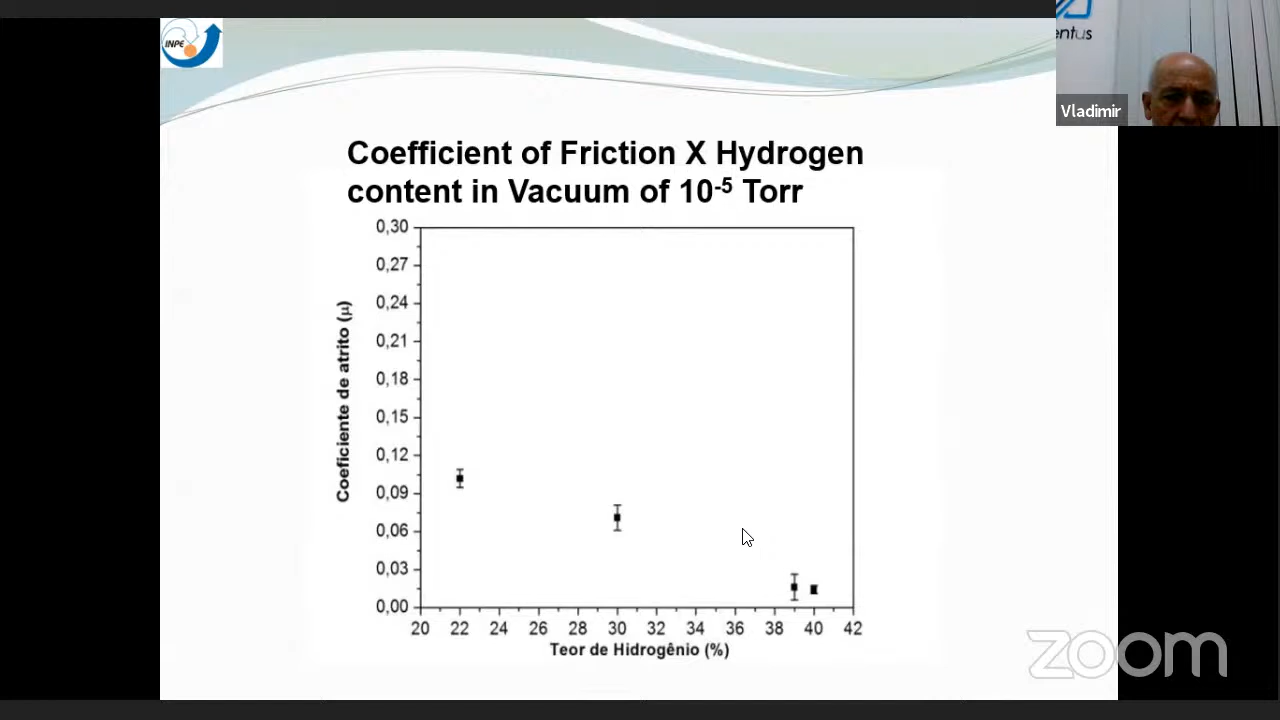 INPE
entus
Vladimir
Coefficient of Friction X Hydrogen
content in Vacuum of 10⁻⁵ Torr
0,30
0,27
0,24
0,21
0,18
0,15
0,12
0,09
0,06
0,03
0,00
Coeficiente de atrito (μ)
20 22 24 26 28 30 32 34 36 38 40 42
Teor de Hidrogênio (%)
zoom